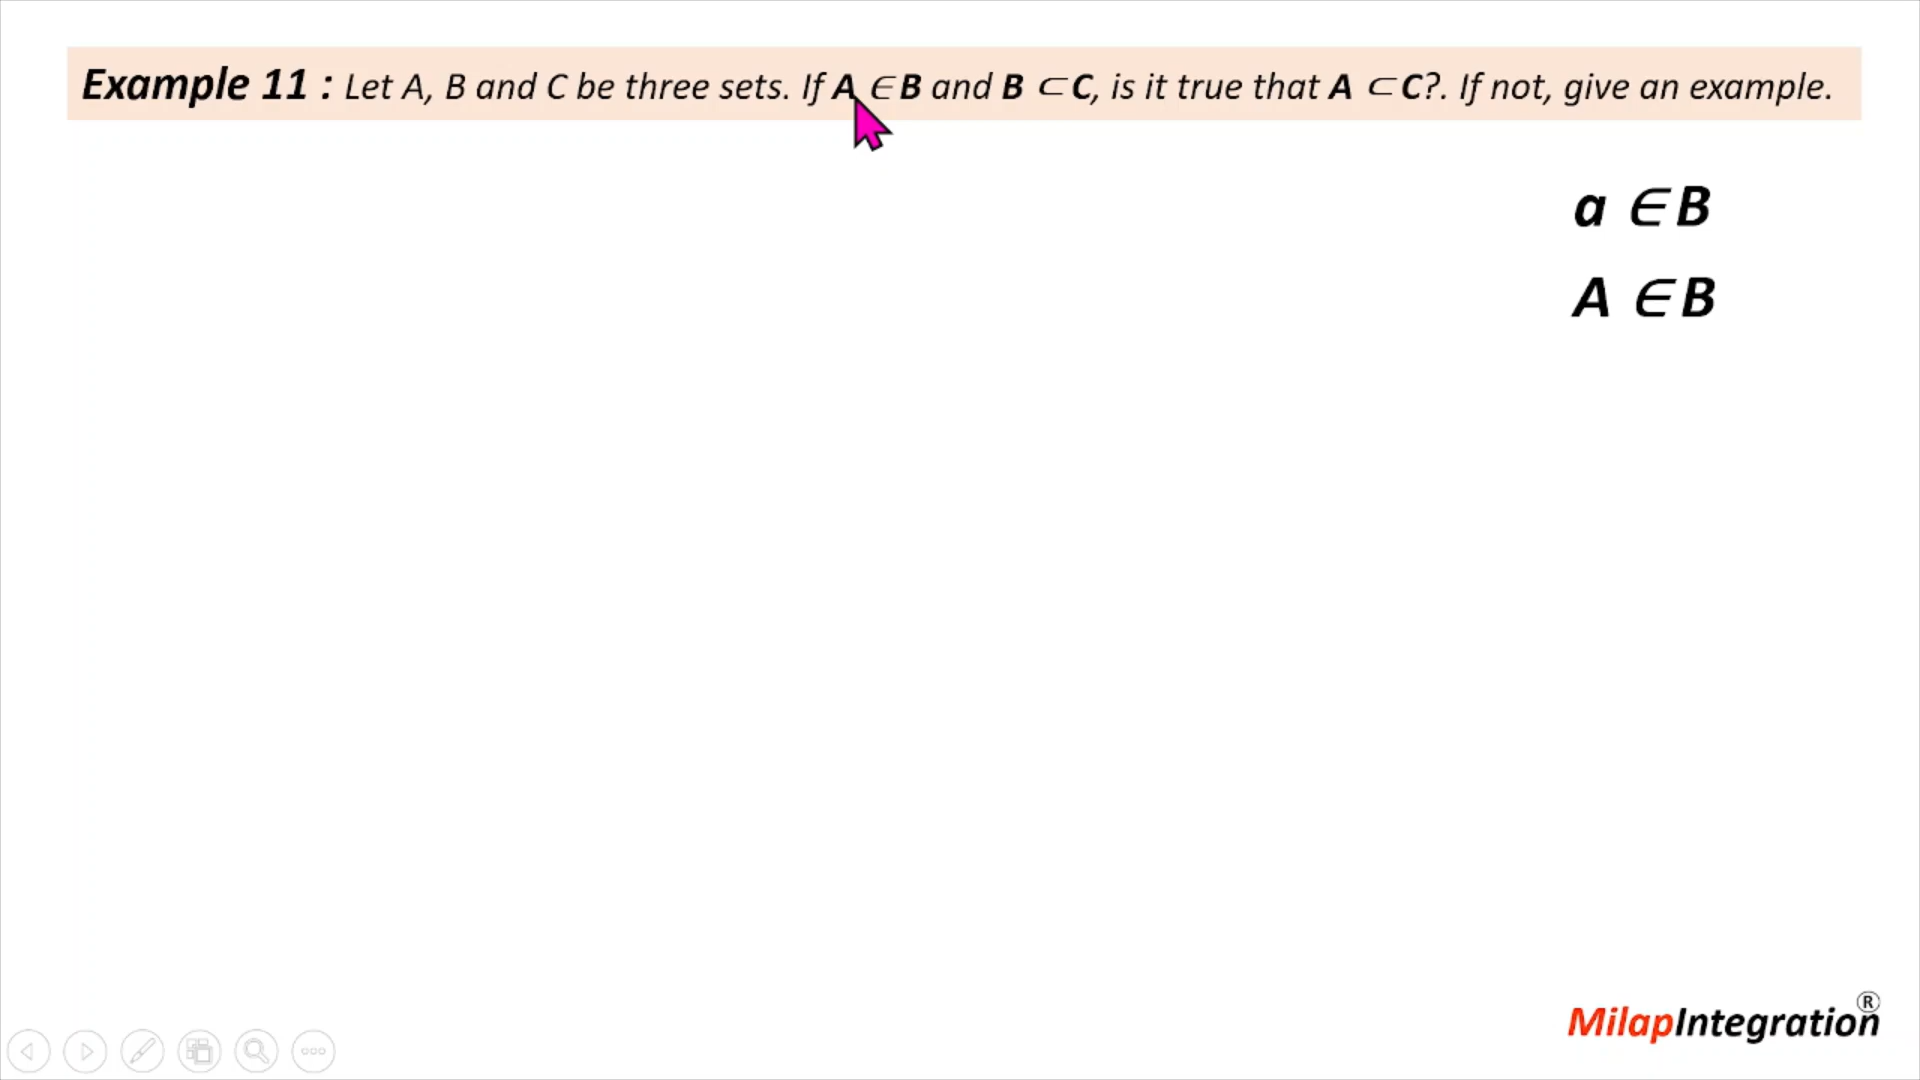 Example 11 : Let A, B and C be three sets. If A ∈ B and B ⊂ C, is it true that A ⊂ C?. If not, give an example.
a ∈ B
A ∈ B
MilapIntegration®